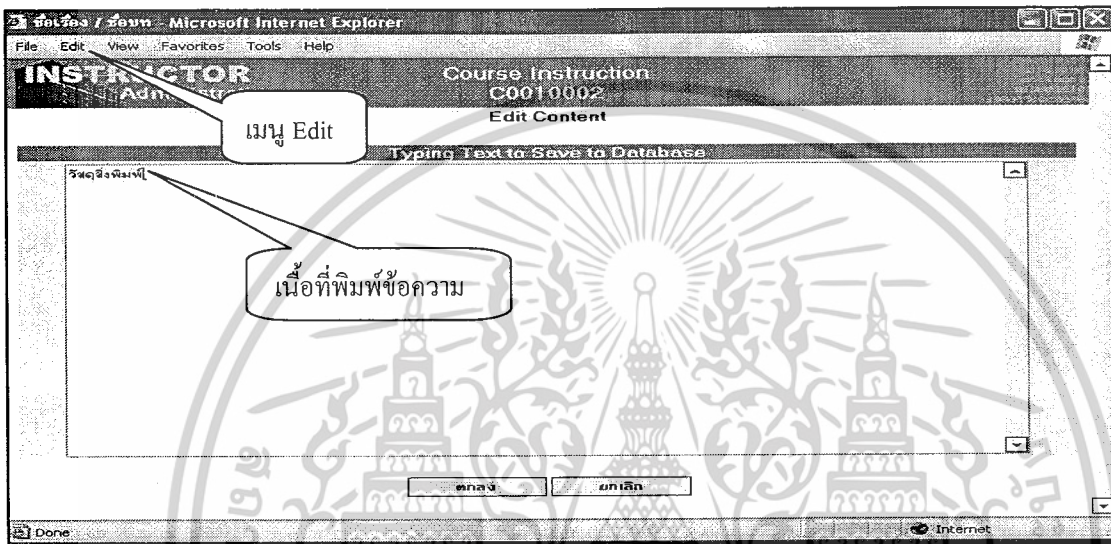 ชื่อเรื่อง / ชื่อบท - Microsoft Internet Explorer
File Edit View Favorites Tools Help
INSTRUCTOR
Course Instruction
C0010002
เมนู Edit
Edit Content
Typing Text to Save to Database
วัสดุสิ่งพิมพ์
เนื้อที่พิมพ์ข้อความ
ตกลง ยกเลิก
Done
Internet